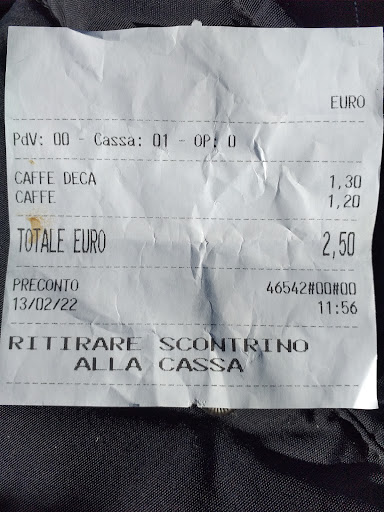 EURO
PdV: 00 - Cassa: 01 - OP: 0
CAFFE DECA 1,30
CAFFE 1,20
TOTALE EURO 2,50
PRECONTO 46542#00#00
13/02/22 11:56
RITIRARE SCONTRINO
ALLA CASSA